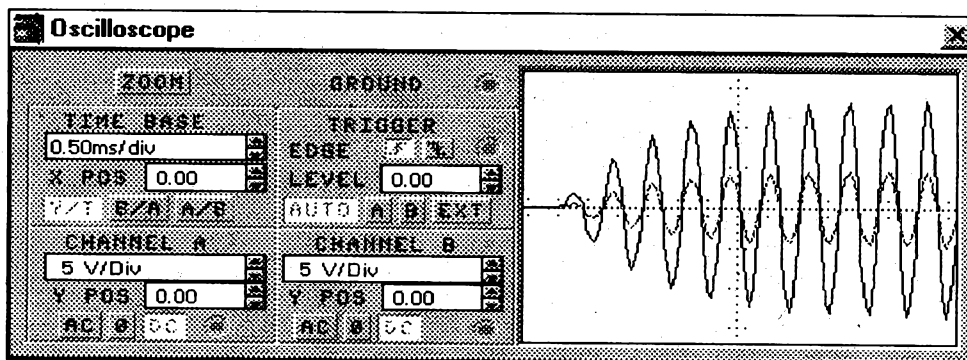 Oscilloscope
ZOOM GROUND
TIME BASE
0.50ms/div
X POS 0.00
Y/T B/A A/B
TRIGGER
EDGE
LEVEL 0.00
AUTO A B EXT
CHANNEL A
5 V/Div
Y POS 0.00
AC 0 DC
CHANNEL B
5 V/Div
Y POS 0.00
AC 0 DC